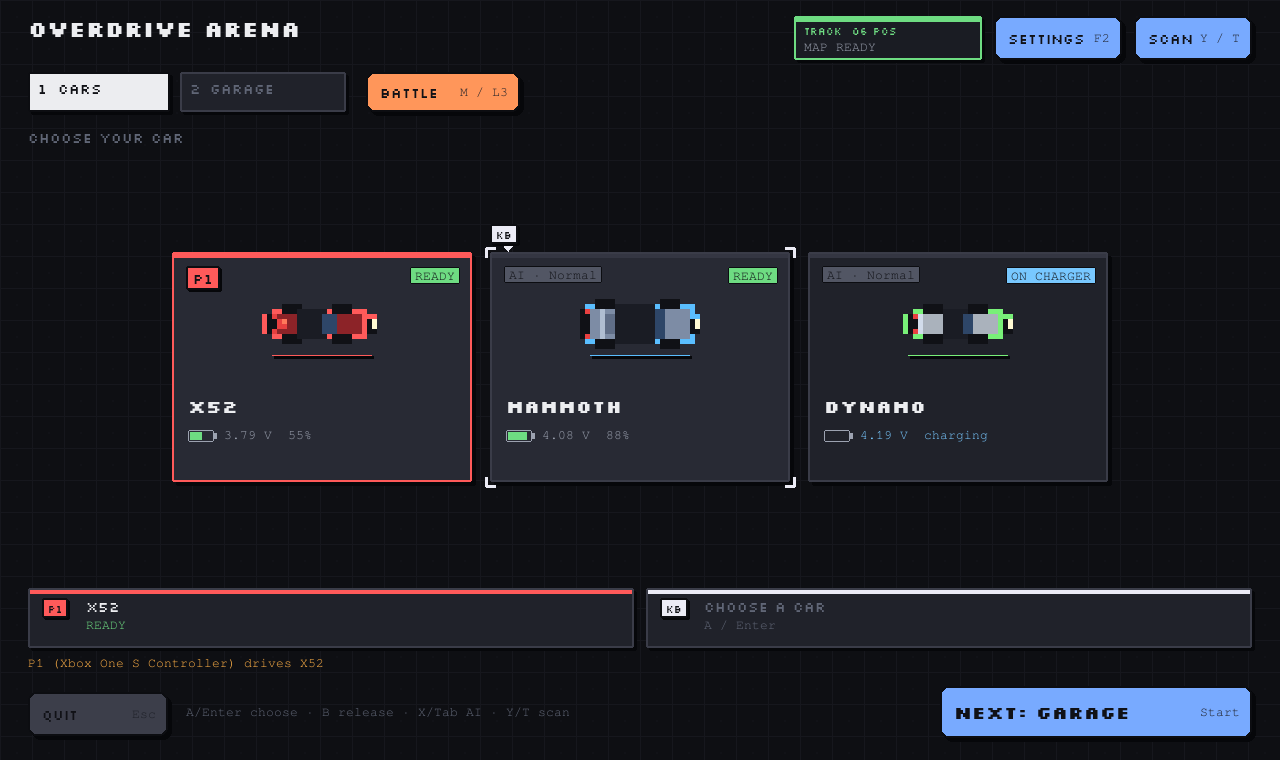 OVERDRIVE ARENA
TRACK 06 POS
MAP READY
SETTINGS F2
SCAN Y / T
1 CARS
2 GARAGE
BATTLE M / L3
CHOOSE YOUR CAR
KB
P1
READY
AI · Normal
READY
AI · Normal
ON CHARGER
X52
MAMMOTH
DYNAMO
3.79 V 55%
4.08 V 88%
4.19 V charging
P1 X52
READY
KB CHOOSE A CAR
A / Enter
P1 (Xbox One S Controller) drives X52
QUIT Esc
A/Enter choose · B release · X/Tab AI · Y/T scan
NEXT: GARAGE Start